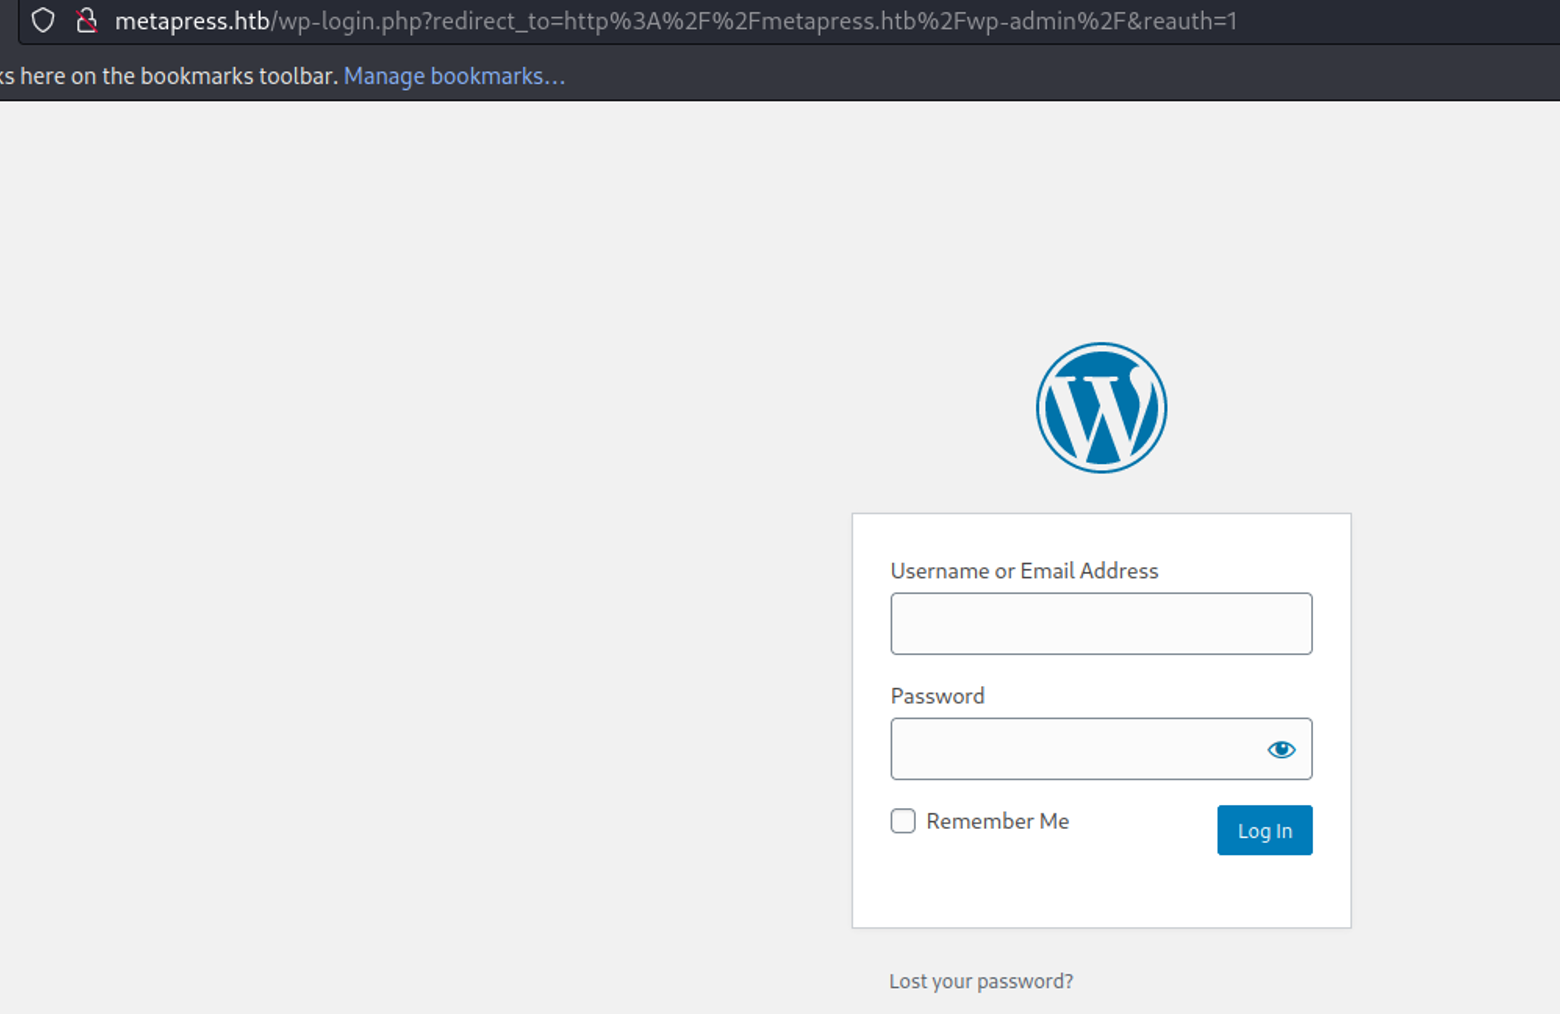 metapress.htb/wp-login.php?redirect_to=http%3A%2F%2Fmetapress.htb%2Fwp-admin%2F&reauth=1
ks here on the bookmarks toolbar. Manage bookmarks…
Username or Email Address
Password
Remember Me
Log In
Lost your password?